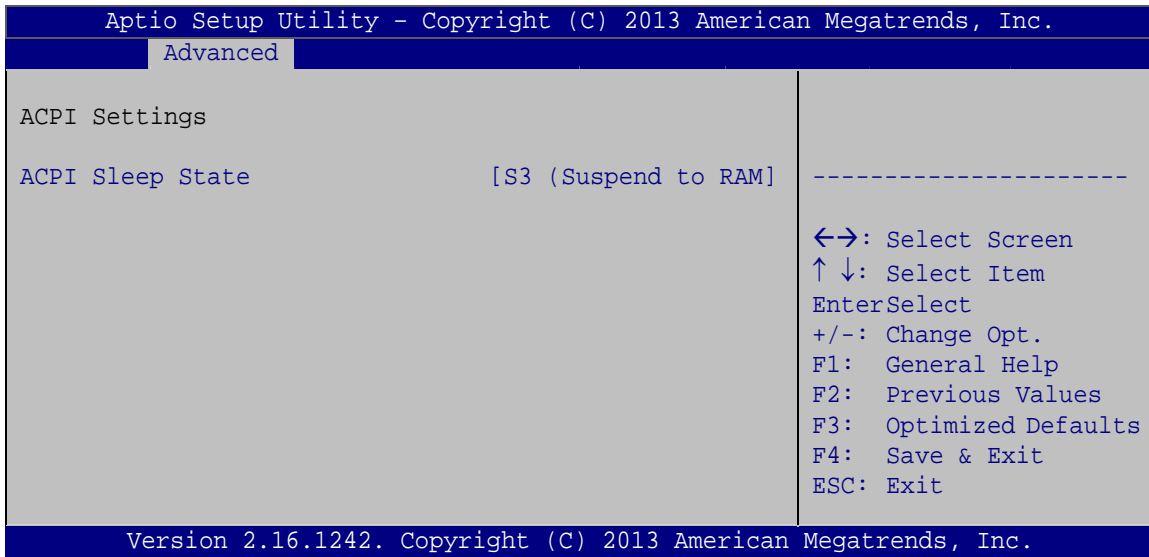 Aptio Setup Utility – Copyright (C) 2013 American Megatrends, Inc.
Advanced
ACPI Settings
ACPI Sleep State [S3 (Suspend to RAM]
----------------------
←→: Select Screen
↑ ↓: Select Item
EnterSelect
+/-: Change Opt.
F1: General Help
F2: Previous Values
F3: Optimized Defaults
F4: Save & Exit
ESC: Exit
Version 2.16.1242. Copyright (C) 2013 American Megatrends, Inc.